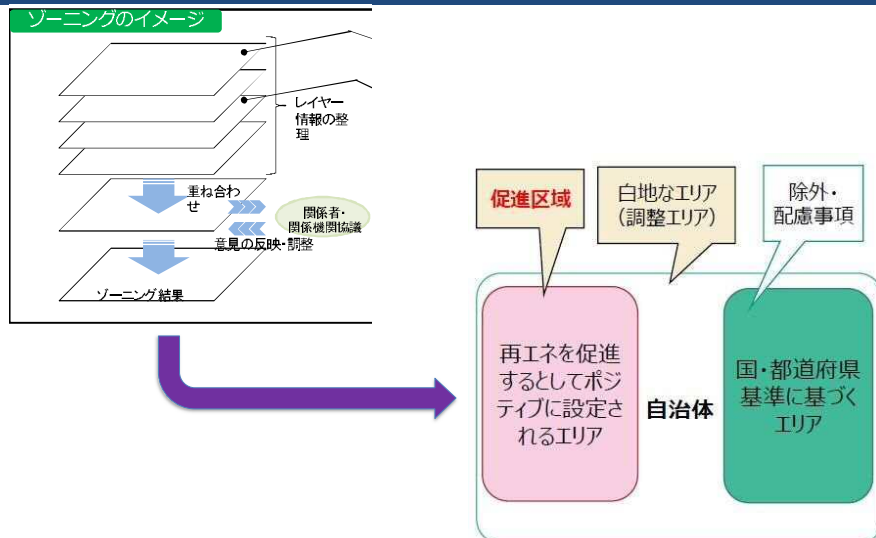 ゾーニングのイメージ
レイヤー
情報の整
理
重ね合わ
せ
関係者・
関係機関協議
意見の反映・調整
ゾーニング結果
促進区域
白地なエリア
（調整エリア）
除外・
配慮事項
再エネを促進
するとしてポジ
ティブに設定さ
れるエリア
自治体
国・都道府県
基準に基づく
エリア